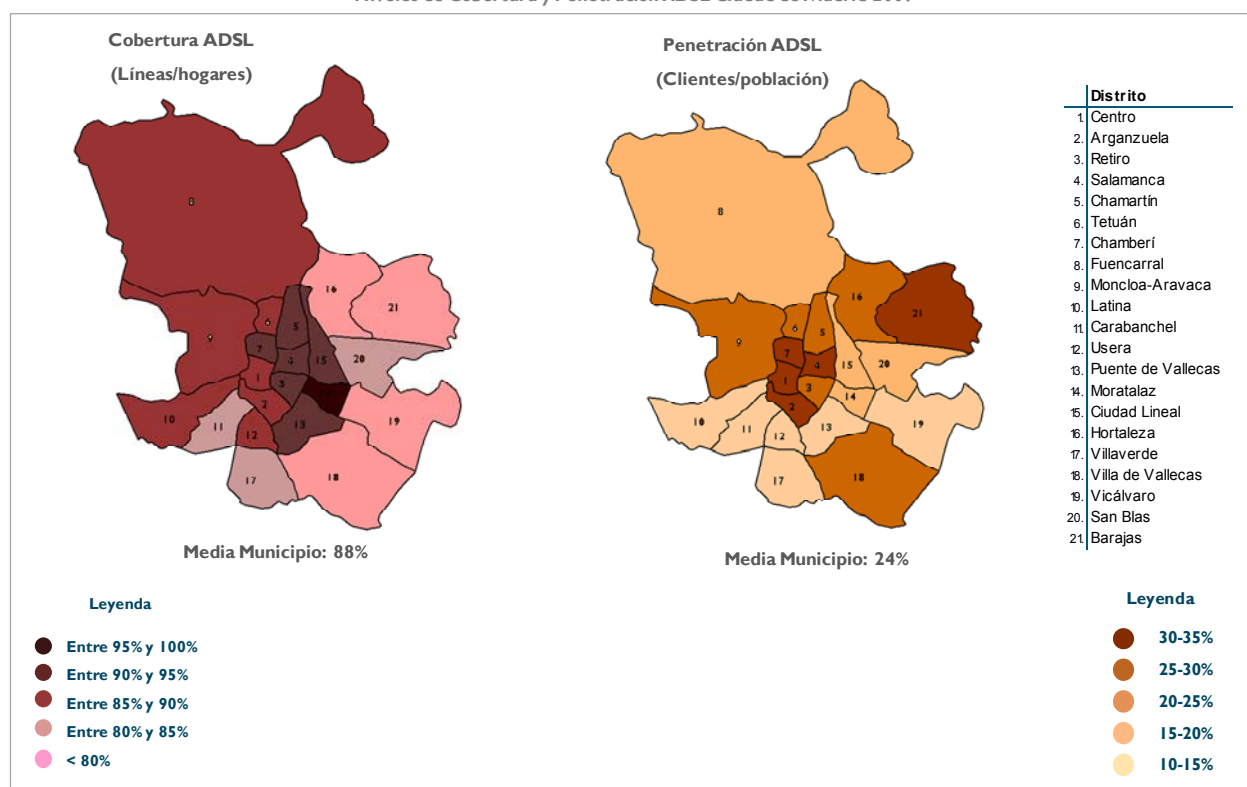 Cobertura ADSL
(Líneas/hogares)
8
16
21
6
5
9
7
4
15
20
1
3
2
10
11
12
13
19
17
18
Media Municipio: 88%
Penetración ADSL
(Clientes/población)
8
16
21
6
5
9
7
4
15
20
1
3
2
14
10
11
12
13
19
17
18
Media Municipio: 24%
Distrito
1. Centro
2. Arganzuela
3. Retiro
4. Salamanca
5. Chamartín
6. Tetuán
7. Chamberí
8. Fuencarral
9. Moncloa-Aravaca
10. Latina
11. Carabanchel
12. Usera
13. Puente de Vallecas
14. Moratalaz
15. Ciudad Lineal
16. Hortaleza
17. Villaverde
18. Villa de Vallecas
19. Vicálvaro
20. San Blas
21. Barajas
Leyenda
Entre 95% y 100%
Entre 90% y 95%
Entre 85% y 90%
Entre 80% y 85%
< 80%
Leyenda
30-35%
25-30%
20-25%
15-20%
10-15%